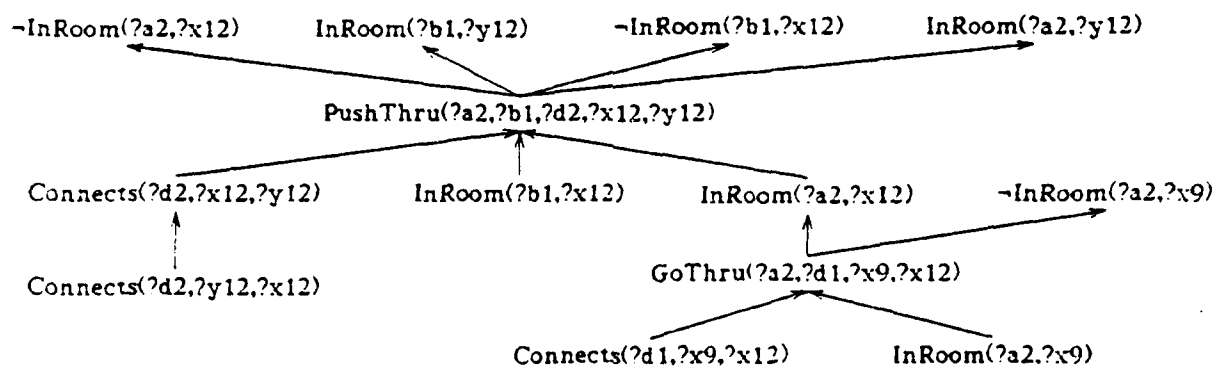 ¬InRoom(?a2,?x12) InRoom(?b1,?y12) ¬InRoom(?b1,?x12) InRoom(?a2,?y12)
PushThru(?a2,?b1,?d2,?x12,?y12)
Connects(?d2,?x12,?y12) InRoom(?b1,?x12) InRoom(?a2,?x12) ¬InRoom(?a2,?x9)
Connects(?d2,?y12,?x12) GoThru(?a2,?d1,?x9,?x12)
Connects(?d1,?x9,?x12) InRoom(?a2,?x9)